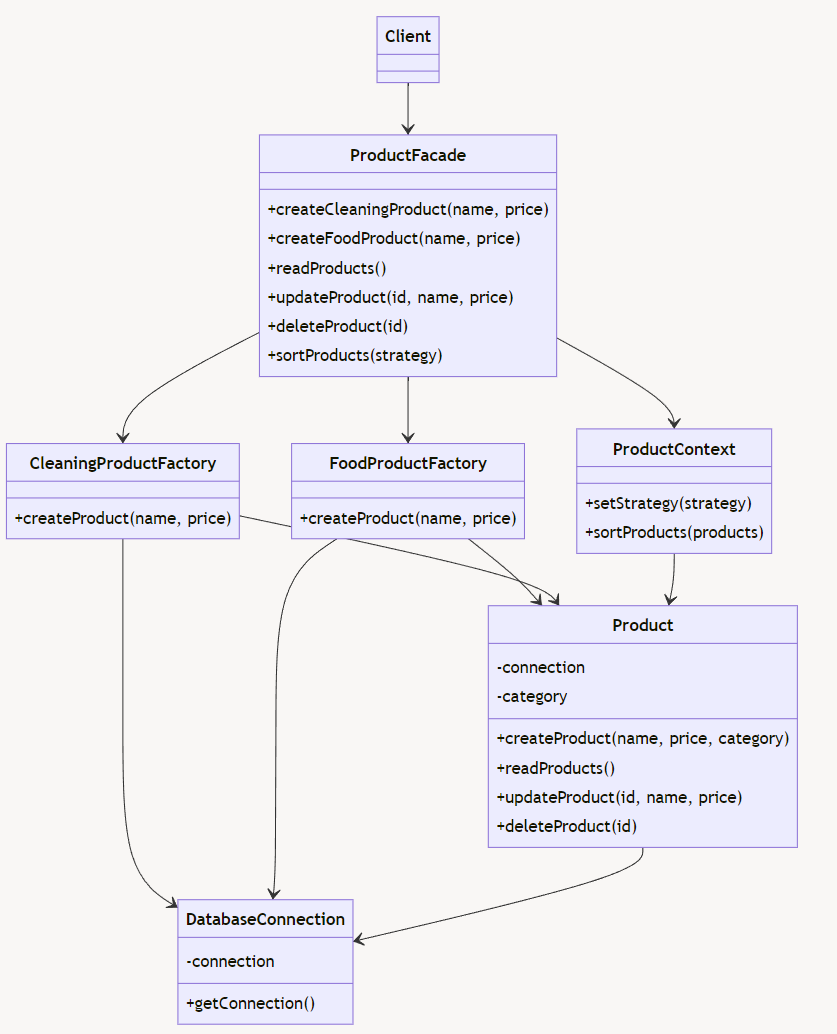 Client
ProductFacade
+createCleaningProduct(name, price)
+createFoodProduct(name, price)
+readProducts()
+updateProduct(id, name, price)
+deleteProduct(id)
+sortProducts(strategy)
CleaningProductFactory
+createProduct(name, price)
FoodProductFactory
+createProduct(name, price)
ProductContext
+setStrategy(strategy)
+sortProducts(products)
Product
-connection
-category
+createProduct(name, price, category)
+readProducts()
+updateProduct(id, name, price)
+deleteProduct(id)
DatabaseConnection
-connection
+getConnection()